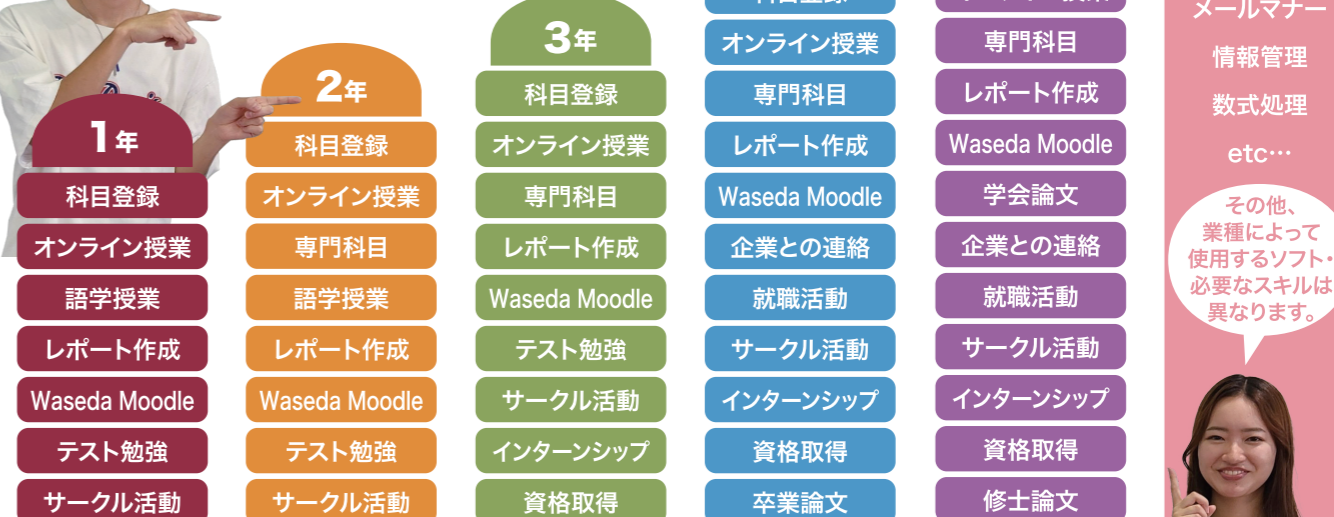 1年
科目登録
オンライン授業
語学授業
レポート作成
Waseda Moodle
テスト勉強
サークル活動
2年
科目登録
オンライン授業
専門科目
語学授業
レポート作成
Waseda Moodle
テスト勉強
サークル活動
3年
科目登録
オンライン授業
専門科目
レポート作成
Waseda Moodle
テスト勉強
サークル活動
インターンシップ
資格取得
オンライン授業
専門科目
レポート作成
Waseda Moodle
企業との連絡
就職活動
サークル活動
インターンシップ
資格取得
卒業論文
専門科目
レポート作成
Waseda Moodle
学会論文
企業との連絡
就職活動
サークル活動
インターンシップ
資格取得
修士論文
メールマナー
情報管理
数式処理
etc…
その他、
業種によって
使用するソフト・
必要なスキルは
異なります。